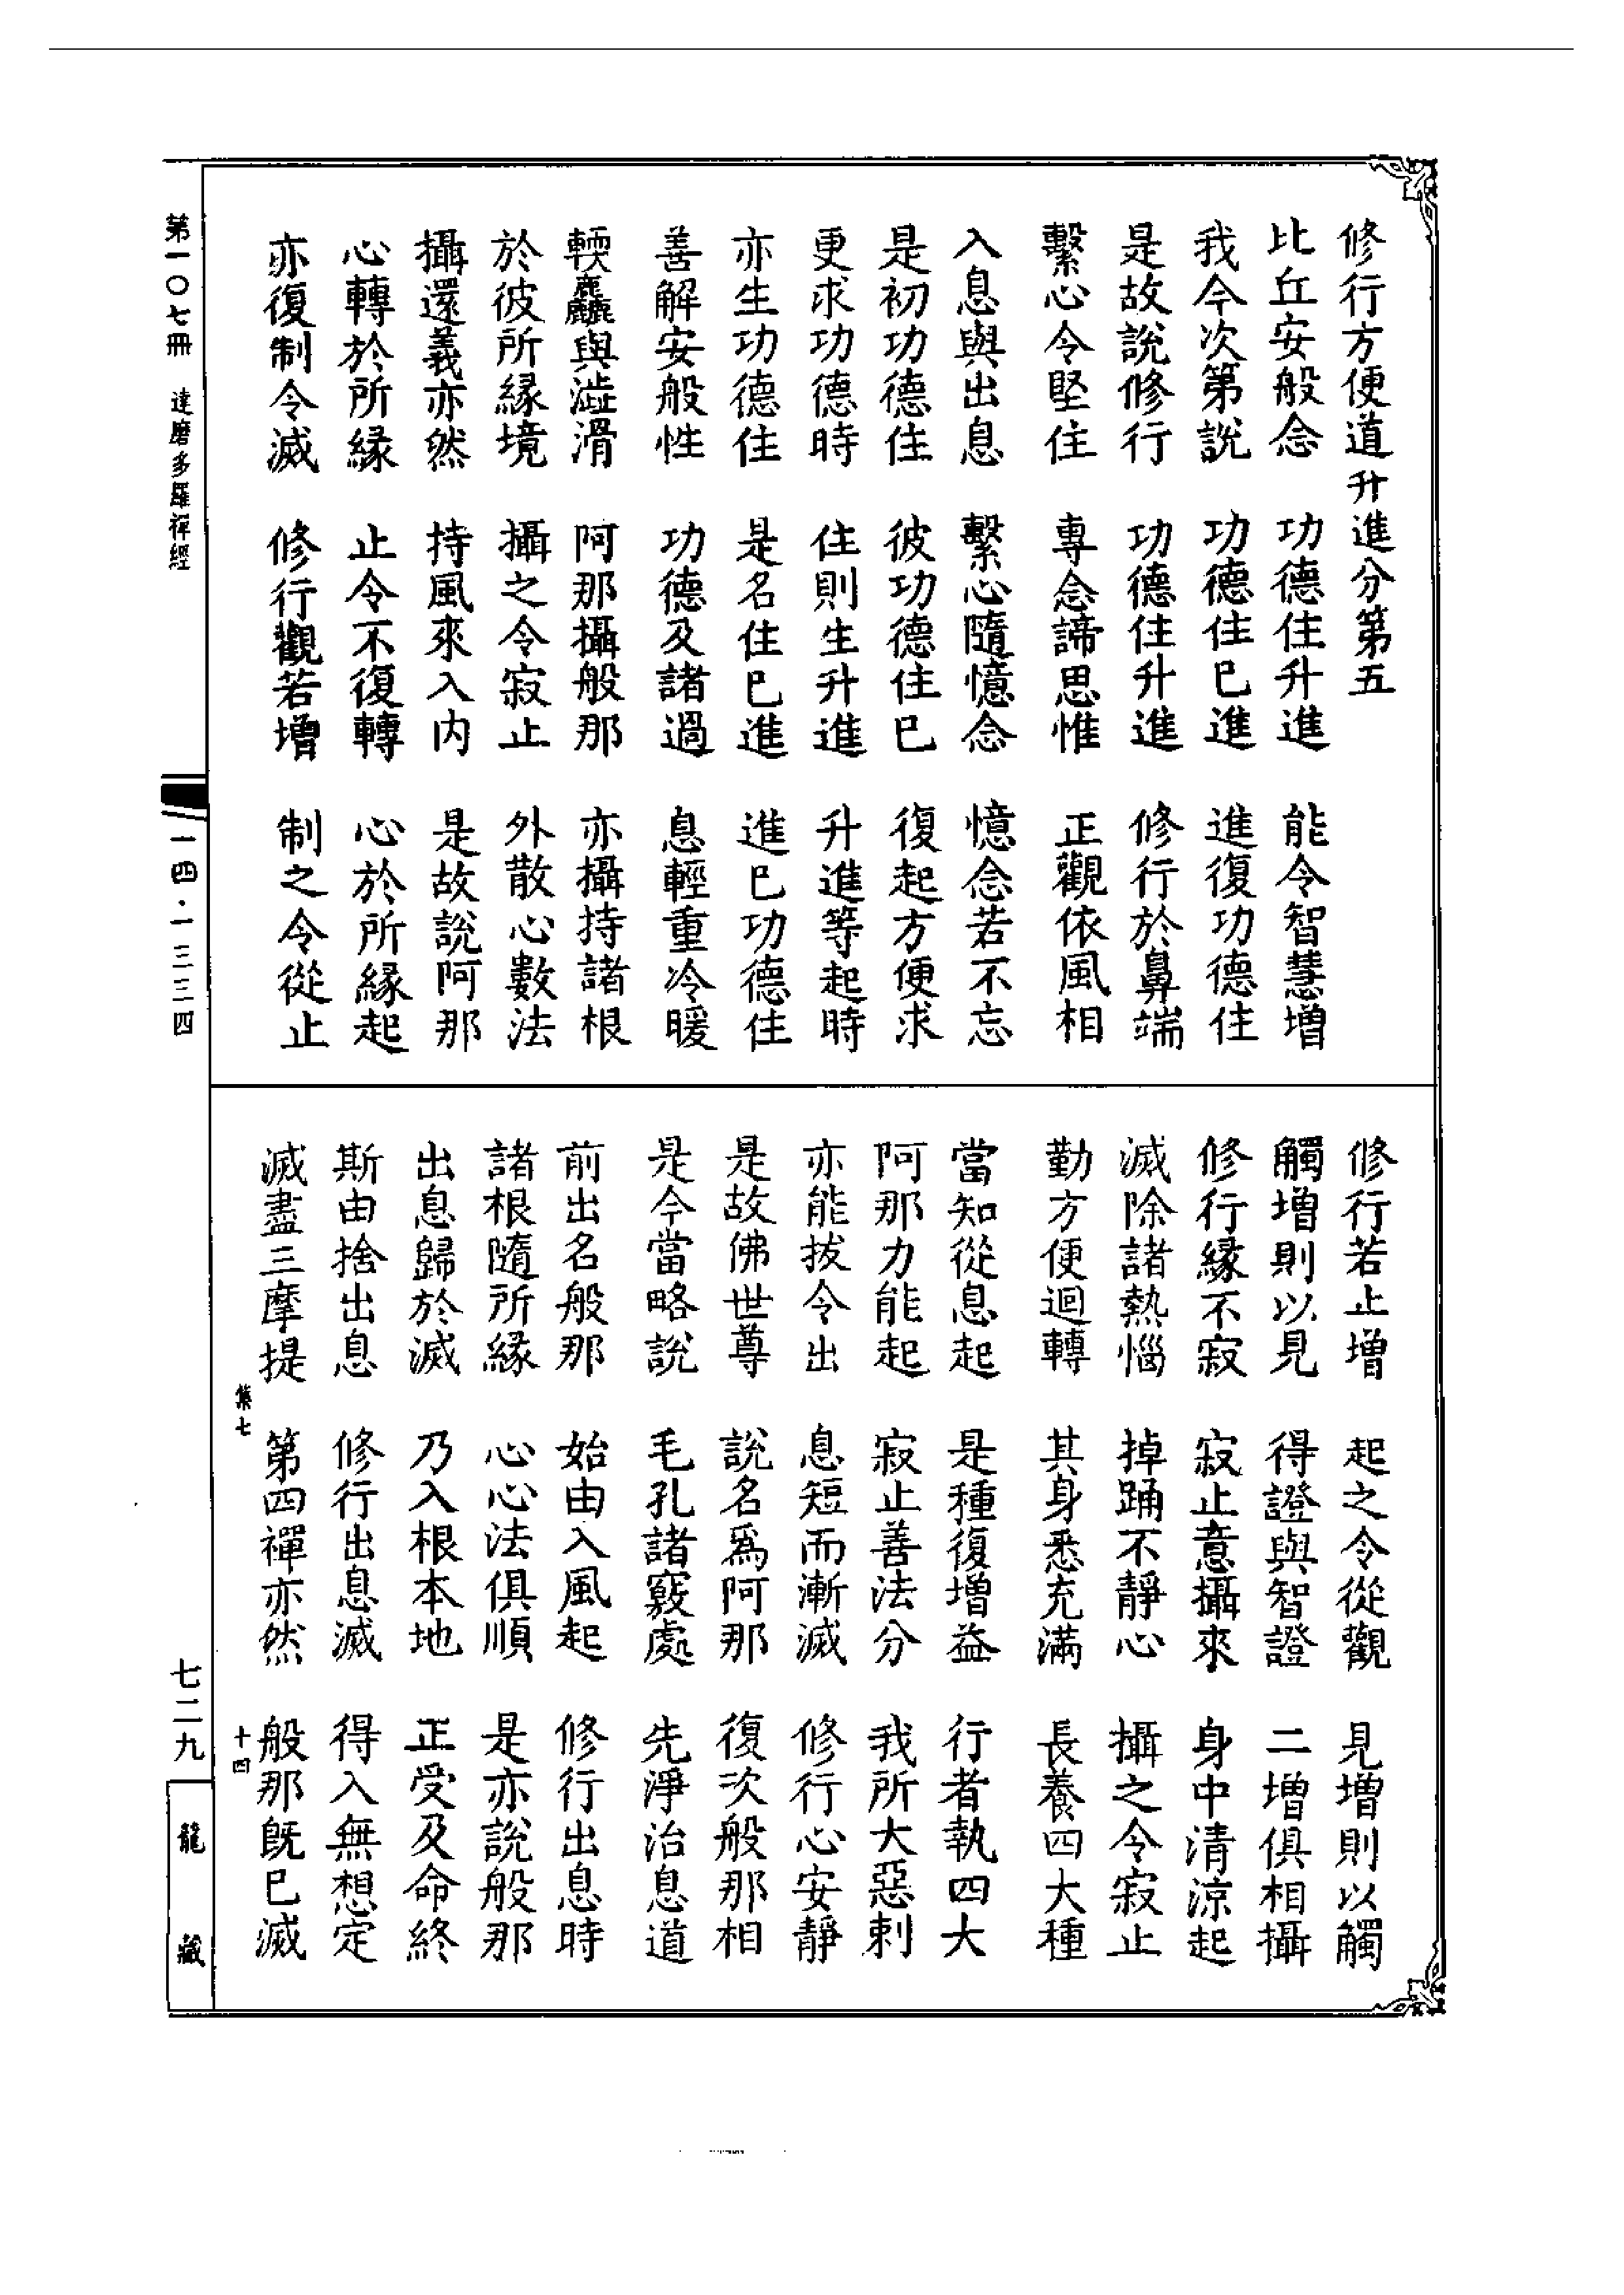 修行方便道升進分第五
比丘安般念　功德住升進　能令智慧增
我今次第説　功德住已進　進復功德住
是故説修行　功德住升進　修行於鼻端
繫心令堅住　專念諦思惟　正觀依風相
入息與出息　繫心隨憶念　憶念若不忘
是初功德住　彼功德住已　復起方便求
更求功德時　住則生升進　升進等起時
亦生功德住　是名住已進　進已功德住
善解安般性　功德及諸過　息輕重冷暖
輭麤與澁滑　阿那攝般那　亦攝持諸根
於彼所緣境　攝之令寂止　外散心數法
攝還義亦然　持風來入内　是故説阿那
心轉於所緣　止令不復轉　心於所緣起
亦復制令滅　修行觀若增　制之令從止
修行若止增　起之令從觀　見增則以觸
觸增則以見　得證與智證　二增俱相攝
修行緣不寂　寂止意攝來　身中清涼起
滅除諸熱惱　掉踊不靜心　攝之令寂止
勤方便迴轉　其身悉充滿　長養四大種
當知從息起　是種復增益　行者執四大
阿那力能起　寂止善法分　我所大惡刺
亦能拔令出　息短而漸滅　修行心安靜
是故佛世尊　説名爲阿那　復次般那相
是今當略説　毛孔諸竅處　先淨治息道
前出名般那　始由入風起　修行出息時
諸根隨所緣　心心法俱順　是亦説般那
出息歸於滅　乃入根本地　正受及命終
斯由捨出息　修行出息滅　得入無想定
滅盡三摩提　第四禪亦然　般那旣已滅
集七　十四
第一〇七冊　達磨多羅禪經
一四·一三三四
七二九
龍藏